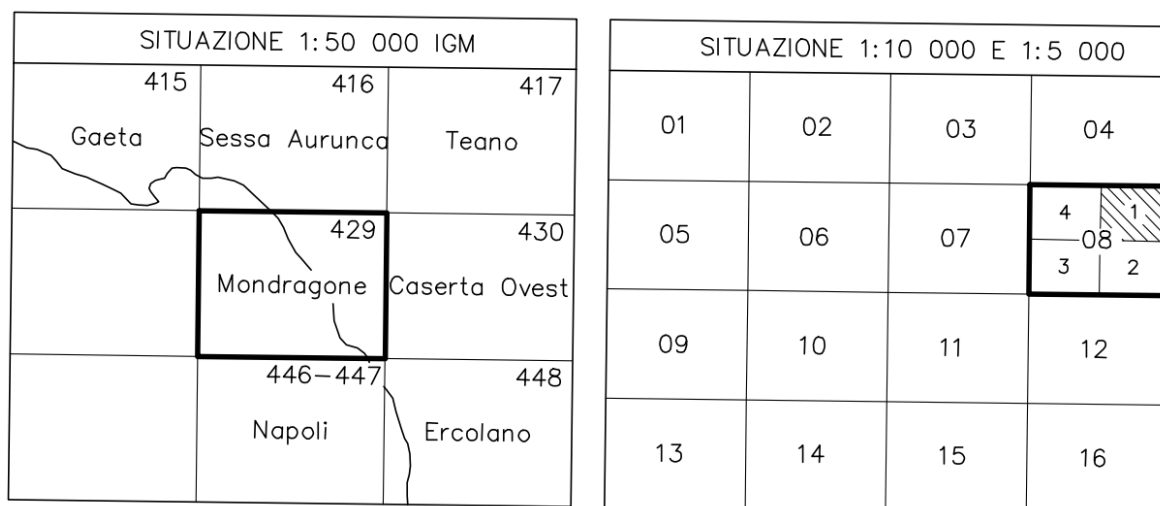 SITUAZIONE 1:50 000 IGM
415 416 417
Gaeta Sessa Aurunca Teano
429 430
Mondragone Caserta Ovest
446-447 448
Napoli Ercolano
SITUAZIONE 1:10 000 E 1:5 000
01 02 03 04
05 06 07 08
4 1
3 2
09 10 11 12
13 14 15 16